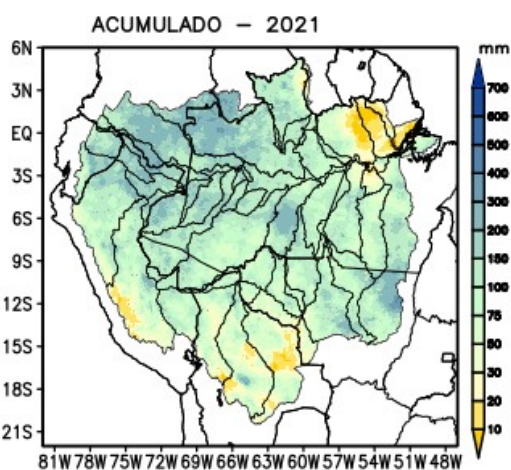 ACUMULADO – 2021
mm
6N
3N
EQ
3S
6S
9S
12S
15S
18S
21S
81W 78W 75W 72W 69W 66W 63W 60W 57W 54W 51W 48W
700
600
500
400
300
200
150
100
75
50
30
20
10